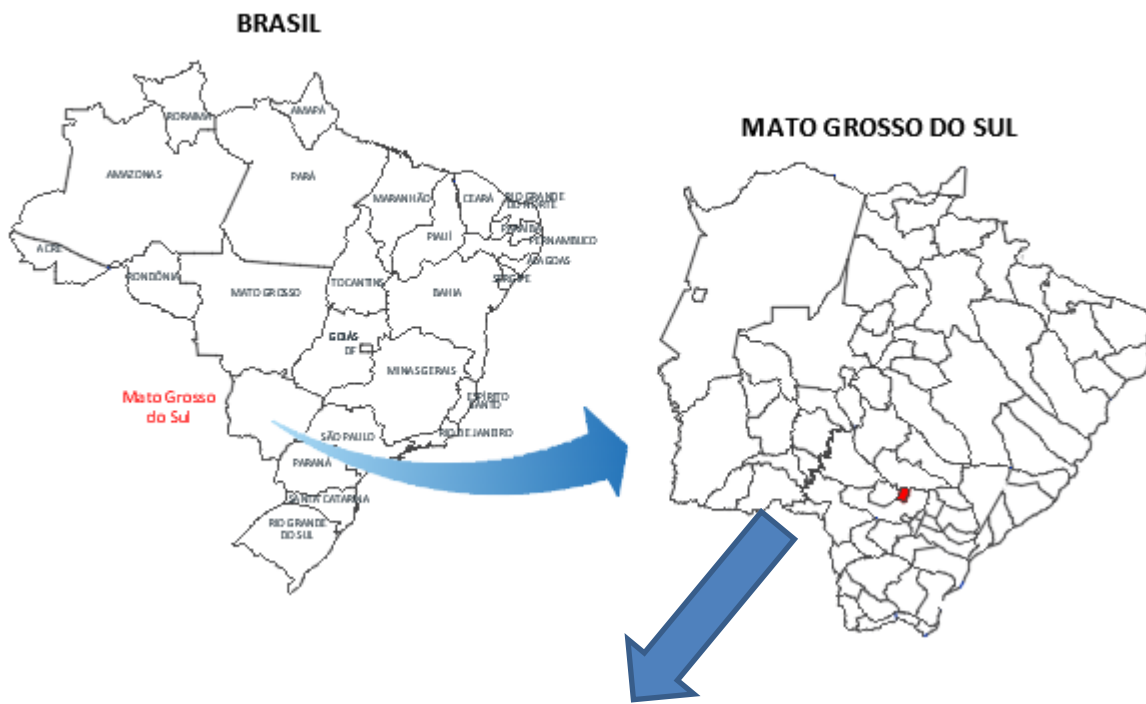 BRASIL
RORAIMA
AMAPÁ
AMAZONAS
PARÁ
MARANHÃO
CEARÁ
RIO GRANDE
DO NORTE
PIAUÍ
PERNAMBUCO
ACRE
ALAGOAS
RONDÔNIA
TOCANTINS
SERGIPE
MATO GROSSO
BAHIA
GOIÁS
DF
MINAS GERAIS
Mato Grosso
do Sul
ESPÍRITO
SANTO
SÃO PAULO
RIO DE JANEIRO
PARANÁ
SANTA CATARINA
RIO GRANDE
DO SUL
MATO GROSSO DO SUL